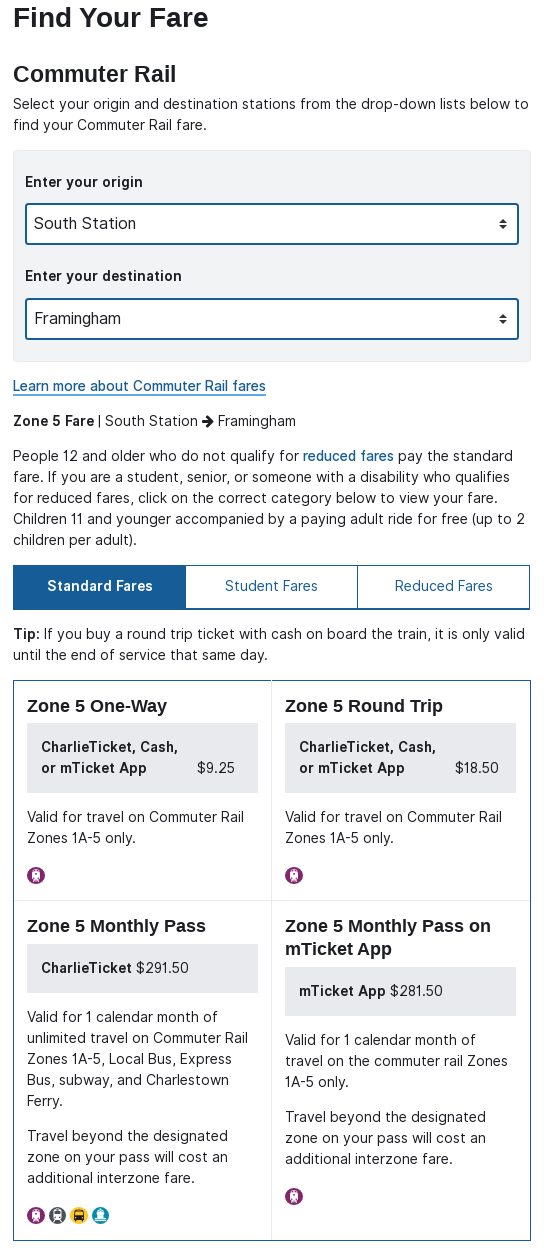 Find Your Fare
Commuter Rail
Select your origin and destination stations from the drop-down lists below to
find your Commuter Rail fare.
Enter your origin
South Station
Enter your destination
Framingham
Learn more about Commuter Rail fares
Zone 5 Fare | South Station → Framingham
People 12 and older who do not qualify for reduced fares pay the standard
fare. If you are a student, senior, or someone with a disability who qualifies
for reduced fares, click on the correct category below to view your fare.
Children 11 and younger accompanied by a paying adult ride for free (up to 2
children per adult).
Standard Fares
Student Fares
Reduced Fares
Tip: If you buy a round trip ticket with cash on board the train, it is only valid
until the end of service that same day.
Zone 5 One-Way
CharlieTicket, Cash,
or mTicket App $9.25
Valid for travel on Commuter Rail
Zones 1A-5 only.
Zone 5 Round Trip
CharlieTicket, Cash,
or mTicket App $18.50
Valid for travel on Commuter Rail
Zones 1A-5 only.
Zone 5 Monthly Pass
CharlieTicket $291.50
Valid for 1 calendar month of
unlimited travel on Commuter Rail
Zones 1A-5, Local Bus, Express
Bus, subway, and Charlestown
Ferry.
Travel beyond the designated
zone on your pass will cost an
additional interzone fare.
Zone 5 Monthly Pass on
mTicket App
mTicket App $281.50
Valid for 1 calendar month of
travel on the commuter rail Zones
1A-5 only.
Travel beyond the designated
zone on your pass will cost an
additional interzone fare.